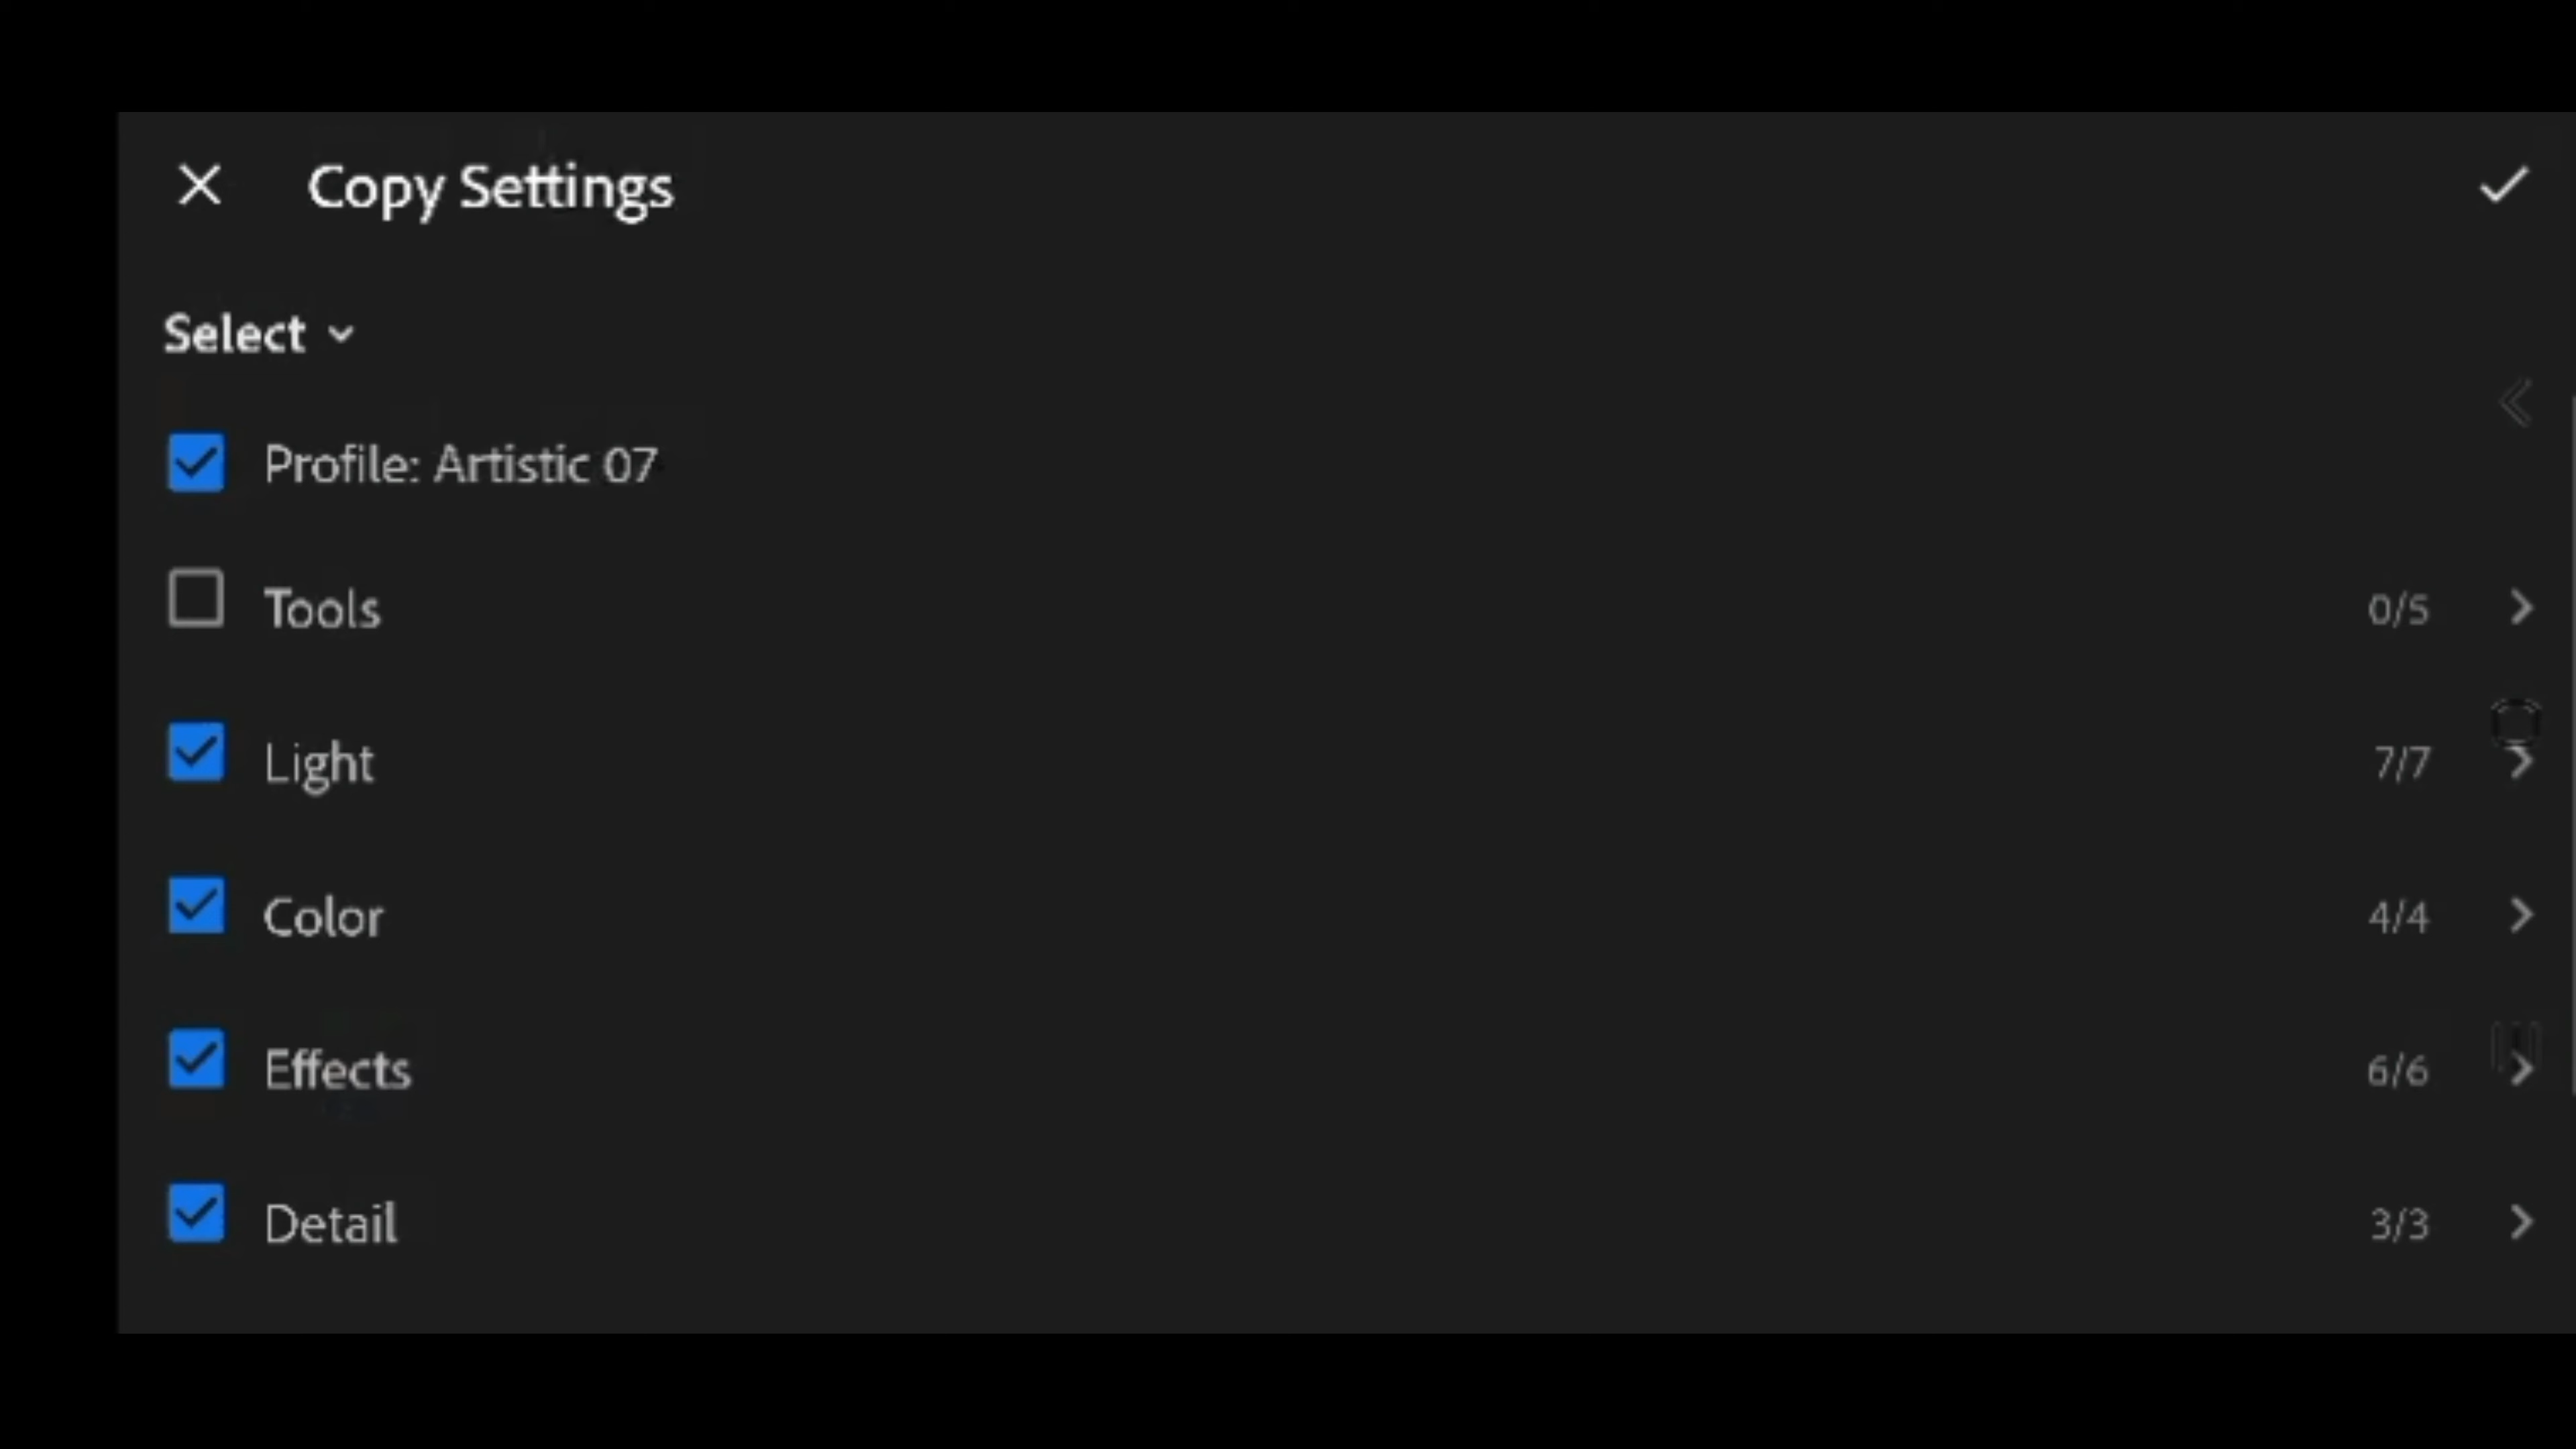 Copy Settings
Select
Profile: Artistic 07
Tools 0/5
Light 7/7
Color 4/4
Effects 6/6
Detail 3/3